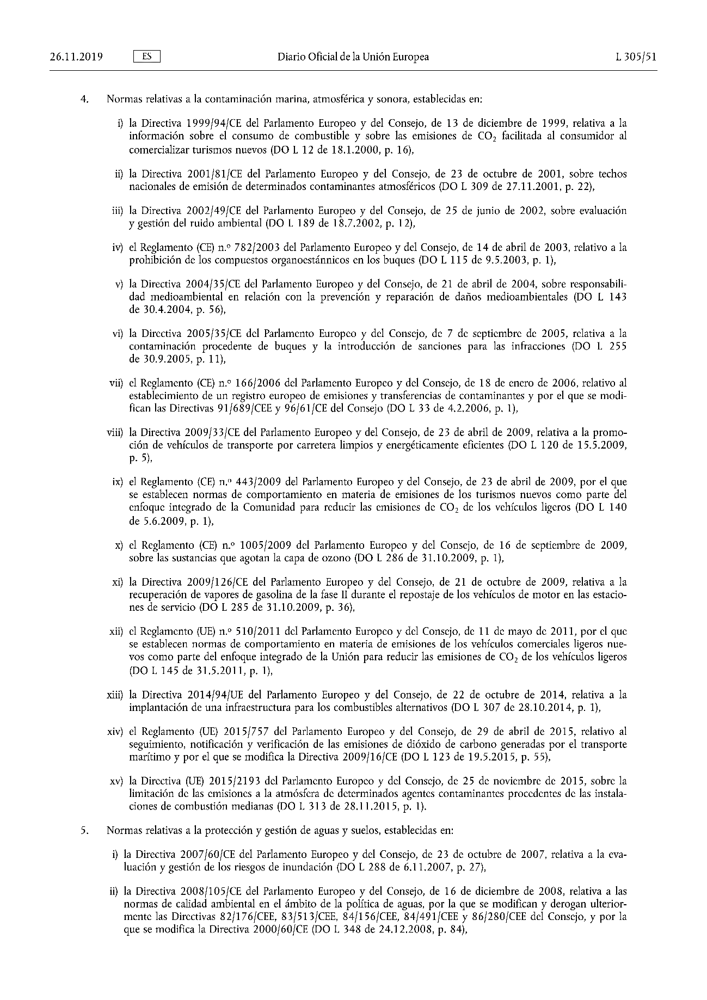 26.11.2019 ES Diario Oficial de la Unión Europea L 305/51
4. Normas relativas a la contaminación marina, atmosférica y sonora, establecidas en:
i) la Directiva 1999/94/CE del Parlamento Europeo y del Consejo, de 13 de diciembre de 1999, relativa a la
información sobre el consumo de combustible y sobre las emisiones de CO₂ facilitada al consumidor al
comercializar turismos nuevos (DO L 12 de 18.1.2000, p. 16),
ii) la Directiva 2001/81/CE del Parlamento Europeo y del Consejo, de 23 de octubre de 2001, sobre techos
nacionales de emisión de determinados contaminantes atmosféricos (DO L 309 de 27.11.2001, p. 22),
iii) la Directiva 2002/49/CE del Parlamento Europeo y del Consejo, de 25 de junio de 2002, sobre evaluación
y gestión del ruido ambiental (DO L 189 de 18.7.2002, p. 12),
iv) el Reglamento (CE) n.º 782/2003 del Parlamento Europeo y del Consejo, de 14 de abril de 2003, relativo a la
prohibición de los compuestos organoestánnicos en los buques (DO L 115 de 9.5.2003, p. 1),
v) la Directiva 2004/35/CE del Parlamento Europeo y del Consejo, de 21 de abril de 2004, sobre responsabili-
dad medioambiental en relación con la prevención y reparación de daños medioambientales (DO L 143
de 30.4.2004, p. 56),
vi) la Directiva 2005/35/CE del Parlamento Europeo y del Consejo, de 7 de septiembre de 2005, relativa a la
contaminación procedente de buques y la introducción de sanciones para las infracciones (DO L 255
de 30.9.2005, p. 11),
vii) el Reglamento (CE) n.º 166/2006 del Parlamento Europeo y del Consejo, de 18 de enero de 2006, relativo al
establecimiento de un registro europeo de emisiones y transferencias de contaminantes y por el que se modi-
fican las Directivas 91/689/CEE y 96/61/CE del Consejo (DO L 33 de 4.2.2006, p. 1),
viii) la Directiva 2009/33/CE del Parlamento Europeo y del Consejo, de 23 de abril de 2009, relativa a la promo-
ción de vehículos de transporte por carretera limpios y energéticamente eficientes (DO L 120 de 15.5.2009,
p. 5),
ix) el Reglamento (CE) n.º 443/2009 del Parlamento Europeo y del Consejo, de 23 de abril de 2009, por el que
se establecen normas de comportamiento en materia de emisiones de los turismos nuevos como parte del
enfoque integrado de la Comunidad para reducir las emisiones de CO₂ de los vehículos ligeros (DO L 140
de 5.6.2009, p. 1),
x) el Reglamento (CE) n.º 1005/2009 del Parlamento Europeo y del Consejo, de 16 de septiembre de 2009,
sobre las sustancias que agotan la capa de ozono (DO L 286 de 31.10.2009, p. 1),
xi) la Directiva 2009/126/CE del Parlamento Europeo y del Consejo, de 21 de octubre de 2009, relativa a la
recuperación de vapores de gasolina de la fase II durante el repostaje de los vehículos de motor en las estacio-
nes de servicio (DO L 285 de 31.10.2009, p. 36),
xii) el Reglamento (UE) n.º 510/2011 del Parlamento Europeo y del Consejo, de 11 de mayo de 2011, por el que
se establecen normas de comportamiento en materia de emisiones de los vehículos comerciales ligeros nue-
vos como parte del enfoque integrado de la Unión para reducir las emisiones de CO₂ de los vehículos ligeros
(DO L 145 de 31.5.2011, p. 1),
xiii) la Directiva 2014/94/UE del Parlamento Europeo y del Consejo, de 22 de octubre de 2014, relativa a la
implantación de una infraestructura para los combustibles alternativos (DO L 307 de 28.10.2014, p. 1),
xiv) el Reglamento (UE) 2015/757 del Parlamento Europeo y del Consejo, de 29 de abril de 2015, relativo al
seguimiento, notificación y verificación de las emisiones de dióxido de carbono generadas por el transporte
marítimo y por el que se modifica la Directiva 2009/16/CE (DO L 123 de 19.5.2015, p. 55),
xv) la Directiva (UE) 2015/2193 del Parlamento Europeo y del Consejo, de 25 de noviembre de 2015, sobre la
limitación de las emisiones a la atmósfera de determinados agentes contaminantes procedentes de las instala-
ciones de combustión medianas (DO L 313 de 28.11.2015, p. 1).
5. Normas relativas a la protección y gestión de aguas y suelos, establecidas en:
i) la Directiva 2007/60/CE del Parlamento Europeo y del Consejo, de 23 de octubre de 2007, relativa a la eva-
luación y gestión de los riesgos de inundación (DO L 288 de 6.11.2007, p. 27),
ii) la Directiva 2008/105/CE del Parlamento Europeo y del Consejo, de 16 de diciembre de 2008, relativa a las
normas de calidad ambiental en el ámbito de la política de aguas, por la que se modifican y derogan ulterior-
mente las Directivas 82/176/CEE, 83/513/CEE, 84/156/CEE, 84/491/CEE y 86/280/CEE del Consejo, y por la
que se modifica la Directiva 2000/60/CE (DO L 348 de 24.12.2008, p. 84),